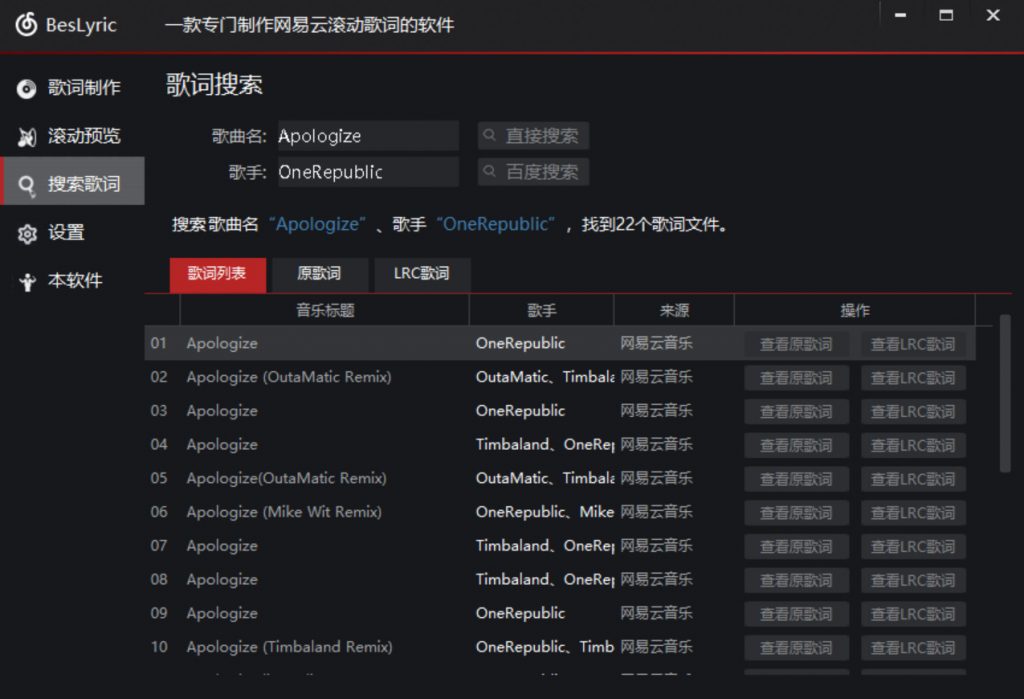 BesLyric 一款专门制作网易云滚动歌词的软件
歌词制作
滚动预览
搜索歌词
设置
本软件
歌词搜索
歌曲名: Apologize 直接搜索
歌手: OneRepublic 百度搜索
搜索歌曲名“Apologize”、歌手“OneRepublic”，找到22个歌词文件。
歌词列表 原歌词 LRC歌词
音乐标题 歌手 来源 操作
01 Apologize OneRepublic 网易云音乐 查看原歌词 查看LRC歌词
02 Apologize (OutaMatic Remix) OutaMatic、Timbala 网易云音乐 查看原歌词 查看LRC歌词
03 Apologize OneRepublic 网易云音乐 查看原歌词 查看LRC歌词
04 Apologize Timbaland、OneRep 网易云音乐 查看原歌词 查看LRC歌词
05 Apologize(OutaMatic Remix) OutaMatic、Timbala 网易云音乐 查看原歌词 查看LRC歌词
06 Apologize (Mike Wit Remix) OneRepublic、Mike 网易云音乐 查看原歌词 查看LRC歌词
07 Apologize Timbaland、OneRep 网易云音乐 查看原歌词 查看LRC歌词
08 Apologize Timbaland、OneRep 网易云音乐 查看原歌词 查看LRC歌词
09 Apologize OneRepublic 网易云音乐 查看原歌词 查看LRC歌词
10 Apologize (Timbaland Remix) OneRepublic、Timb 网易云音乐 查看原歌词 查看LRC歌词